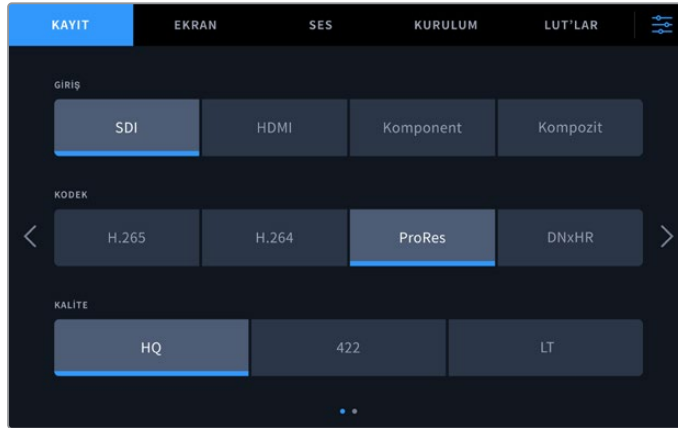 KAYIT EKRAN SES KURULUM LUT’LAR
GİRİŞ
SDI HDMI Komponent Kompozit
KODEK
H.265 H.264 ProRes DNxHR
KALİTE
HQ 422 LT